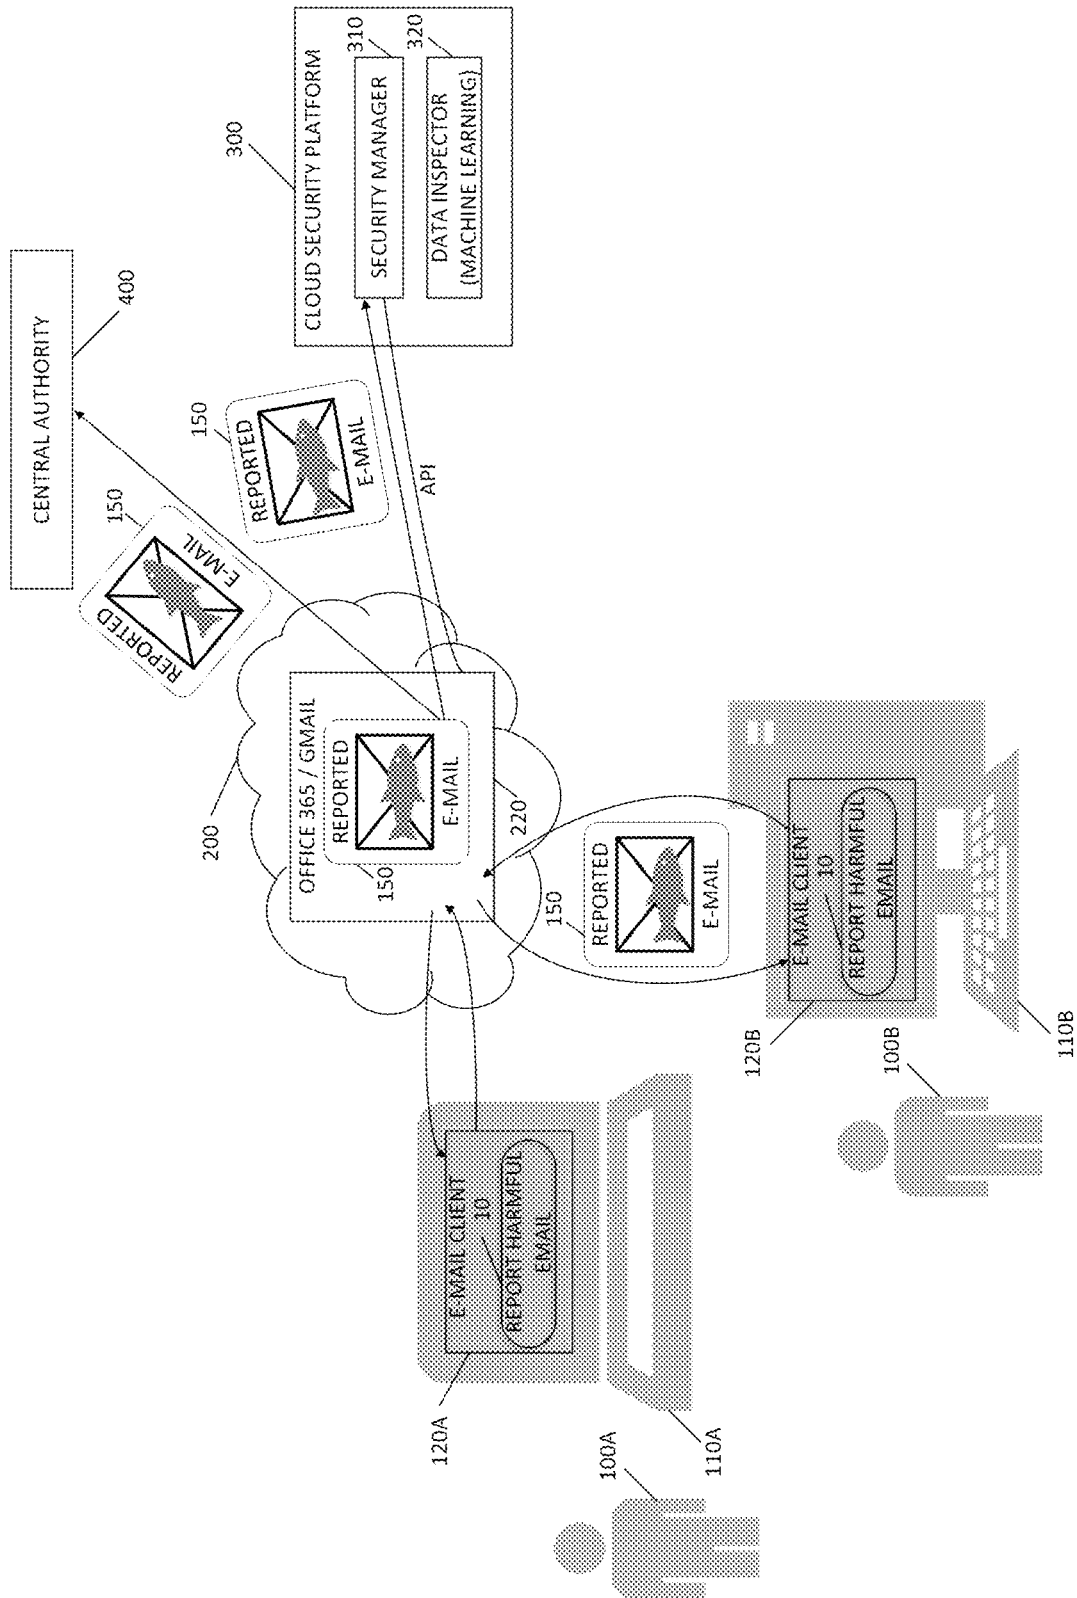 CENTRAL AUTHORITY
400
300
CLOUD SECURITY PLATFORM
310
SECURITY MANAGER
320
DATA INSPECTOR
(MACHINE LEARNING)
150
REPORTED
E-MAIL
150
REPORTED
E-MAIL
API
200
OFFICE 365 / GMAIL
REPORTED
E-MAIL
150
220
150
REPORTED
E-MAIL
E-MAIL CLIENT
10
REPORT HARMFUL
EMAIL
120A
100A
110A
E-MAIL CLIENT
10
REPORT HARMFUL
EMAIL
120B
100B
110B